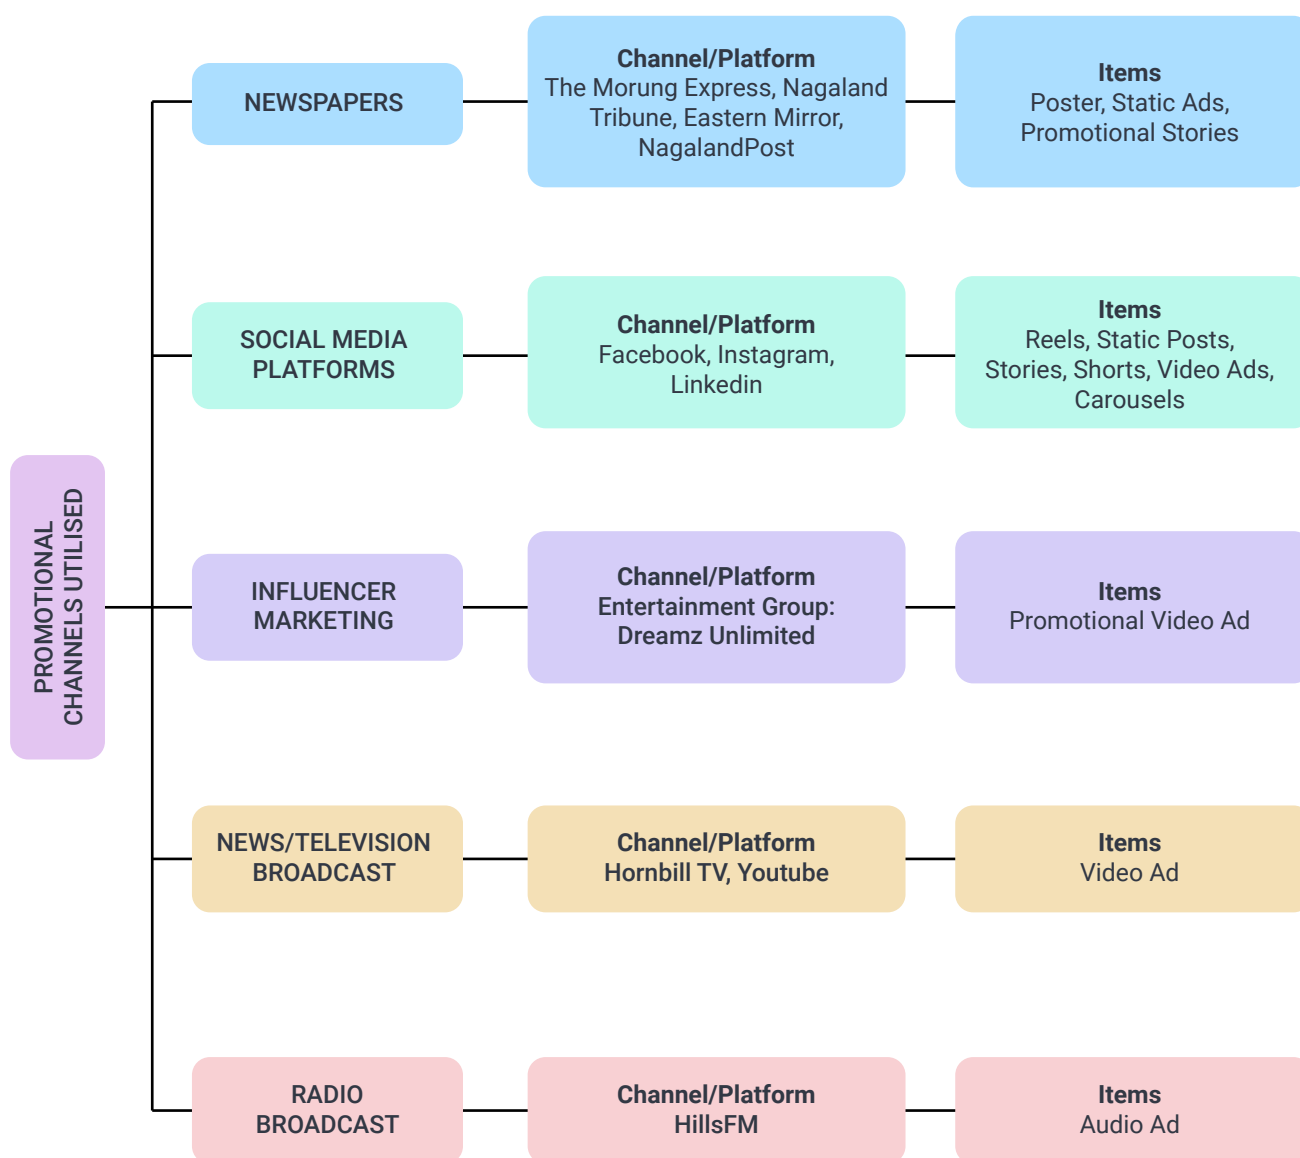 PROMOTIONAL
CHANNELS UTILISED
NEWSPAPERS
Channel/Platform
The Morung Express, Nagaland
Tribune, Eastern Mirror,
NagalandPost
Items
Poster, Static Ads,
Promotional Stories
SOCIAL MEDIA
PLATFORMS
Channel/Platform
Facebook, Instagram,
Linkedin
Items
Reels, Static Posts,
Stories, Shorts, Video Ads,
Carousels
INFLUENCER
MARKETING
Channel/Platform
Entertainment Group:
Dreamz Unlimited
Items
Promotional Video Ad
NEWS/TELEVISION
BROADCAST
Channel/Platform
Hornbill TV, Youtube
Items
Video Ad
RADIO
BROADCAST
Channel/Platform
HillsFM
Items
Audio Ad